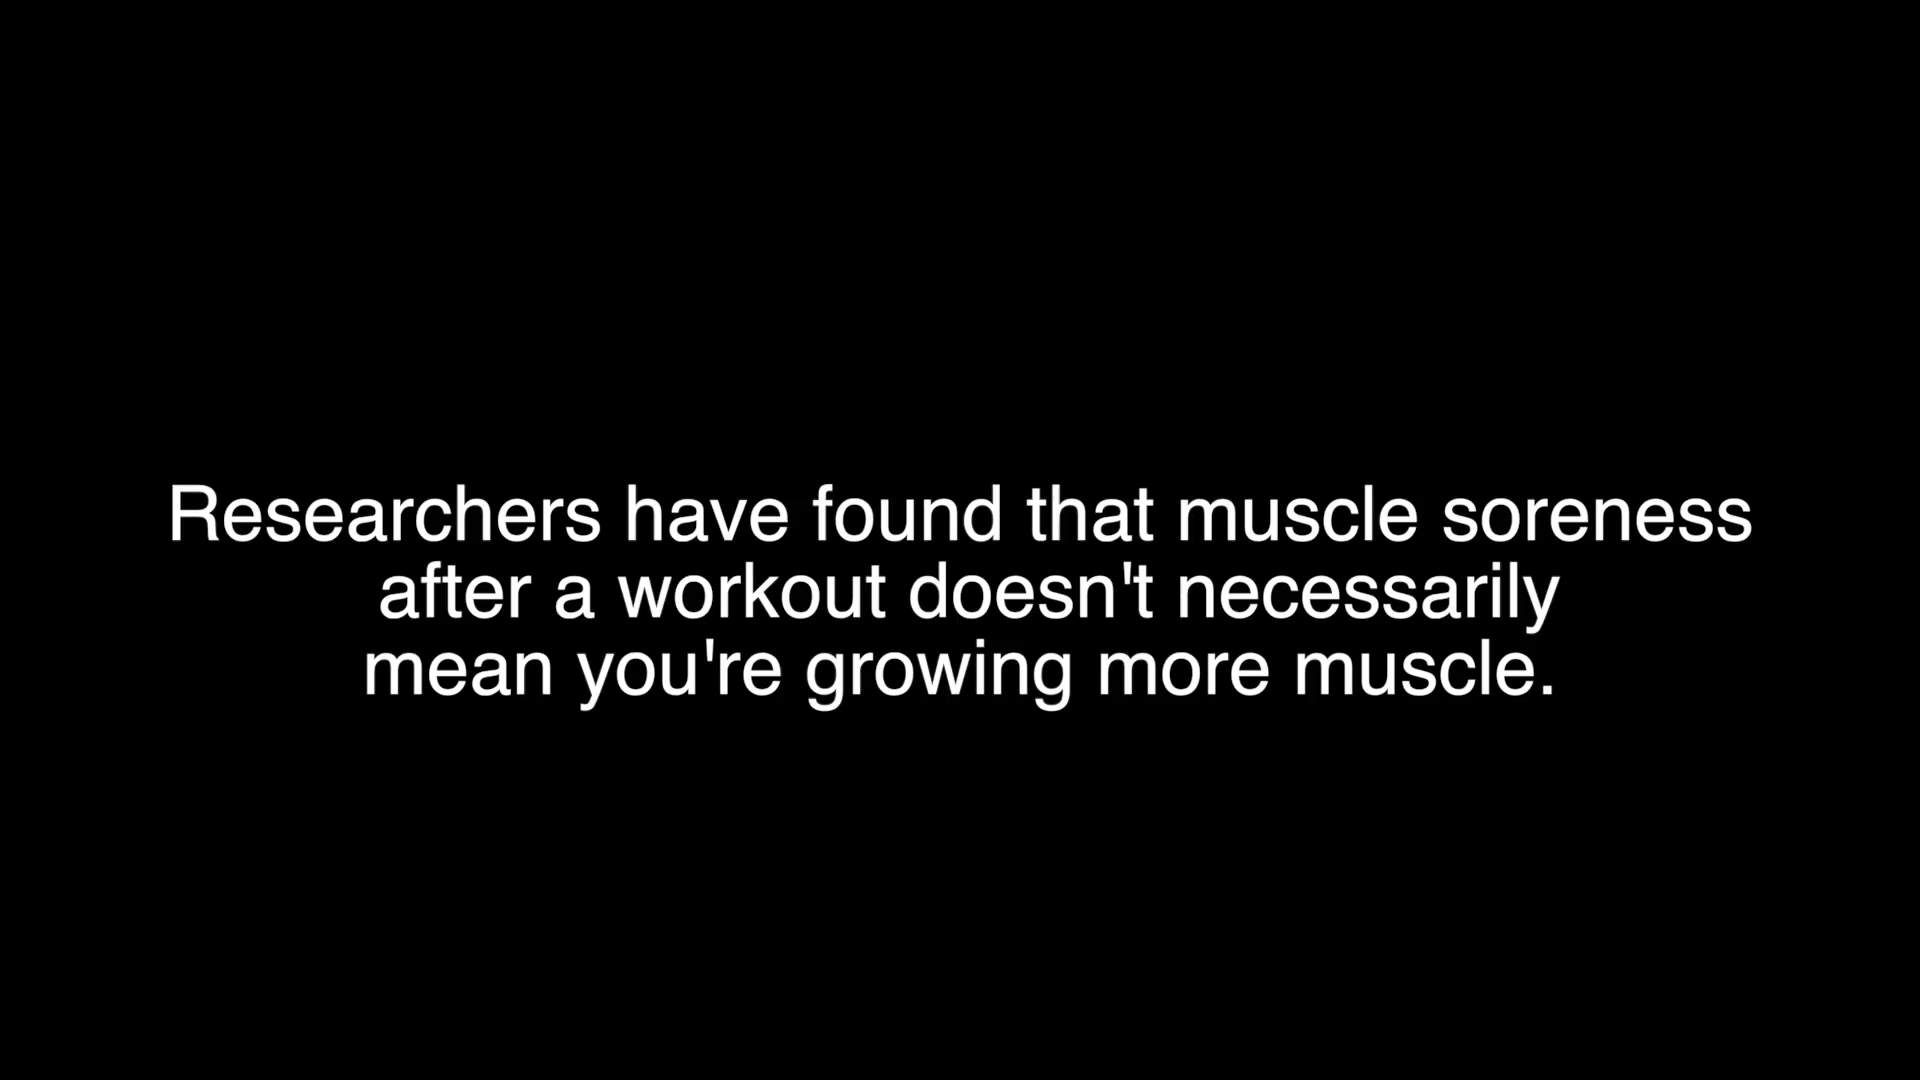 Researchers have found that muscle soreness
after a workout doesn't necessarily
mean you're growing more muscle.